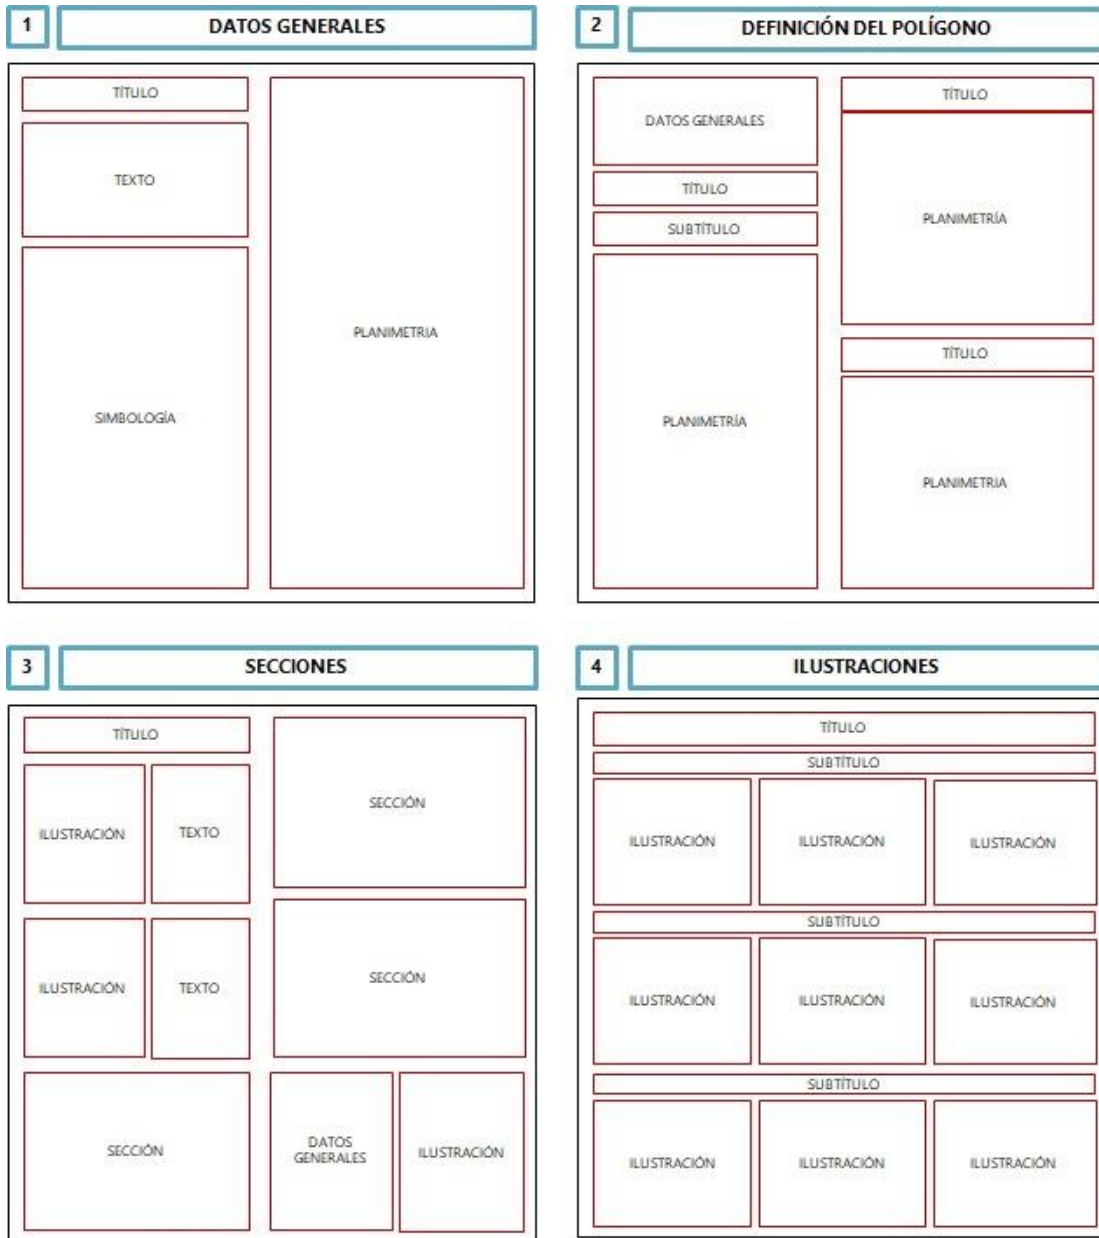 1
DATOS GENERALES
TÍTULO
TEXTO
SIMBOLOGÍA
PLANIMETRIA
2
DEFINICIÓN DEL POLÍGONO
DATOS GENERALES
TÍTULO
SUBTÍTULO
PLANIMETRÍA
TÍTULO
PLANIMETRÍA
TÍTULO
PLANIMETRIA
3
SECCIONES
TÍTULO
ILUSTRACIÓN
TEXTO
ILUSTRACIÓN
TEXTO
SECCIÓN
SECCIÓN
SECCIÓN
DATOS
GENERALES
ILUSTRACIÓN
4
ILUSTRACIONES
TÍTULO
SUBTÍTULO
ILUSTRACIÓN
ILUSTRACIÓN
ILUSTRACIÓN
SUBTÍTULO
ILUSTRACIÓN
ILUSTRACIÓN
ILUSTRACIÓN
SUBTÍTULO
ILUSTRACIÓN
ILUSTRACIÓN
ILUSTRACIÓN